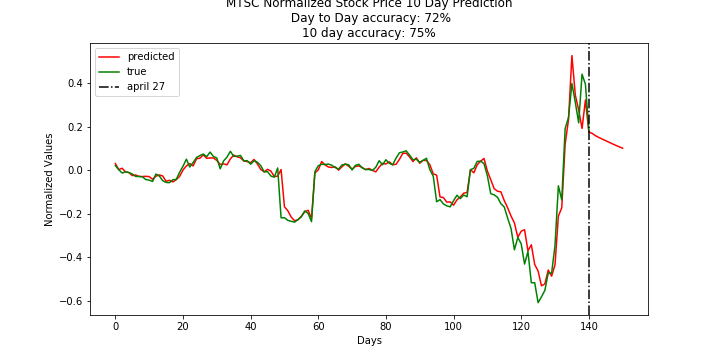 MTSC Normalized Stock Price 10 Day Prediction
Day to Day accuracy: 72%
10 day accuracy: 75%
predicted
true
april 27
Normalized Values
0.4
0.2
0.0
−0.2
−0.4
−0.6
0 20 40 60 80 100 120 140
Days